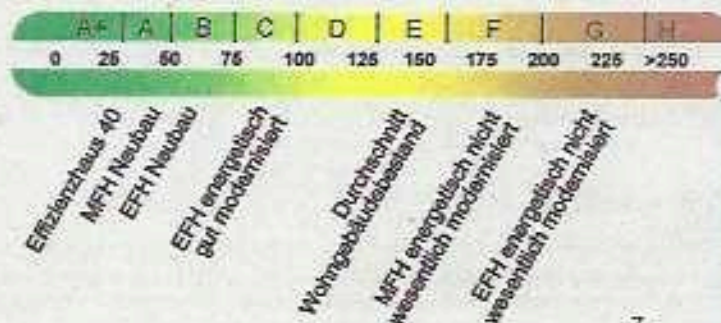 A+ A B C D E F G H
0 25 50 75 100 125 150 175 200 225 >250
Effizienzhaus 40
MFH Neubau
EFH Neubau
EFH energetisch
gut modernisiert
Durchschnitt
Wohngebäudebestand
MFH energetisch nicht
wesentlich modernisiert
EFH energetisch nicht
wesentlich modernisiert
7